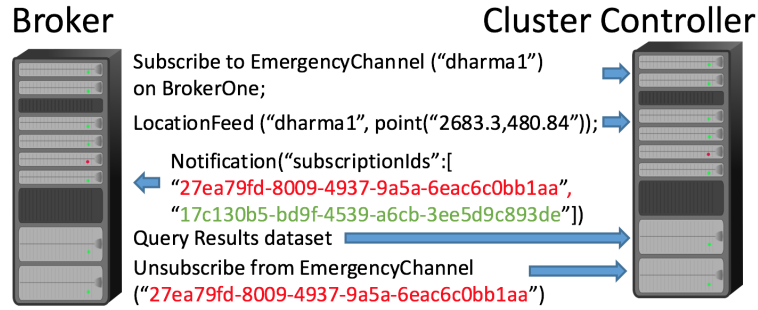 Broker
Cluster Controller
Subscribe to EmergencyChannel (“dharma1”)
on BrokerOne;
LocationFeed (“dharma1”, point(“2683.3,480.84”));
Notification(“subscriptionIds”:[
“27ea79fd-8009-4937-9a5a-6eac6c0bb1aa”,
“17c130b5-bd9f-4539-a6cb-3ee5d9c893de”])
Query Results dataset
Unsubscribe from EmergencyChannel
(“27ea79fd-8009-4937-9a5a-6eac6c0bb1aa”)